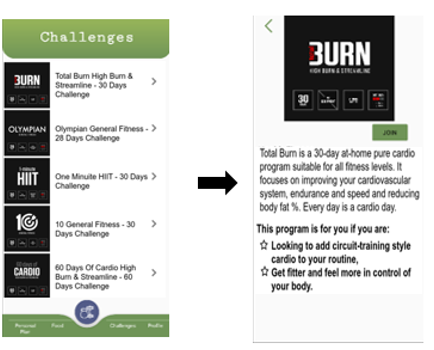 Challenges
BURN
Total Burn High Burn &
Streamline - 30 Days
Challenge
OLYMPIAN
Olympian General Fitness -
28 Days Challenge
HIIT
One Minuite HIIT - 30 Days
Challenge
10
10 General Fitness - 30
Days Challenge
60 DAYS OF
CARDIO
60 Days Of Cardio High
Burn & Streamline - 60
Days Challenge
Personal
Plan
Food
Challenges
Profile
BURN
HIGH BURN & STREAMLINE
30
JOIN
Total Burn is a 30-day at-home pure cardio
program suitable for all fitness levels. It
focuses on improving your cardiovascular
system, endurance and speed and reducing
body fat %. Every day is a cardio day.
This program is for you if you are:
Looking to add circuit-training style
cardio to your routine,
Get fitter and feel more in control of
your body.